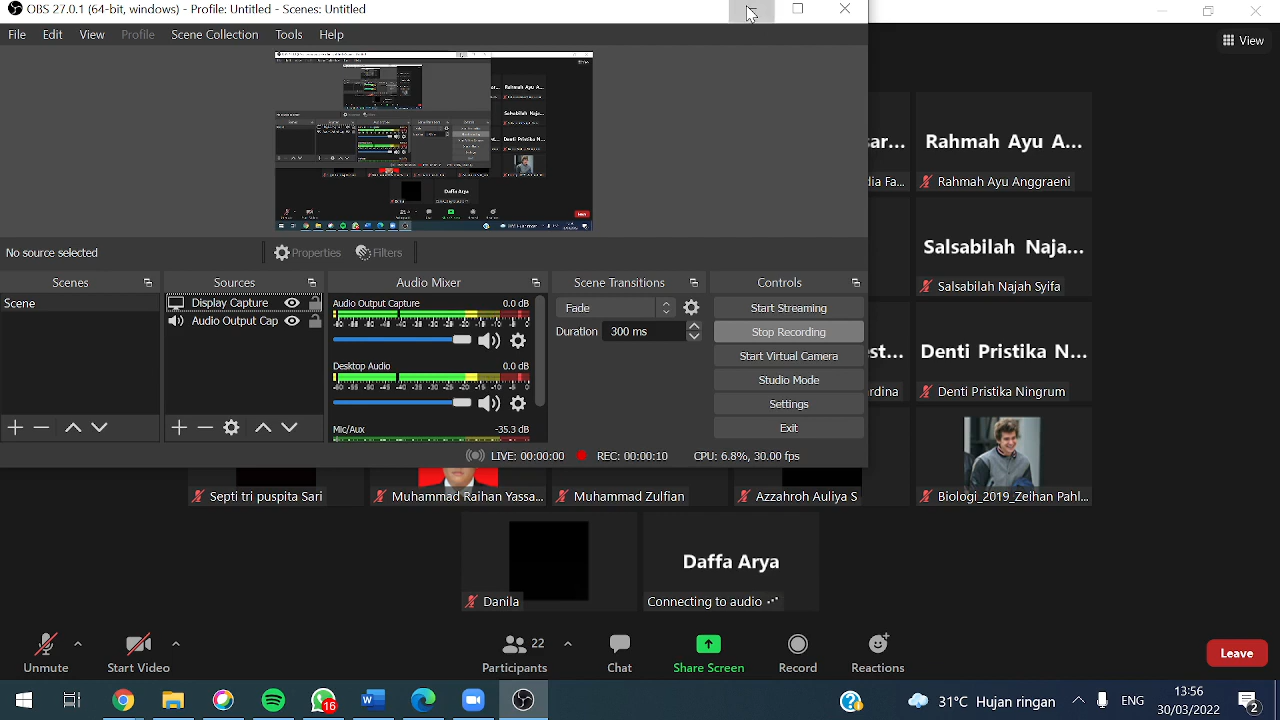 OBS 27.0.1 (64-bit, windows) - Profile: Untitled - Scenes: Untitled
File Edit View Profile Scene Collection Tools Help
View
Rahmah Ayu A...
Rahmah Ayu Anggraeni
Salsabilah Naja...
Salsabilah Najah Syifa
Denti Pristika N...
Denti Pristika Ningrum
No source selected
Properties Filters
Scenes Sources Audio Mixer Scene Transitions Controls
Scene
Display Capture
Audio Output Cap
Audio Output Capture 0.0 dB
Desktop Audio 0.0 dB
Mic/Aux -35.3 dB
Fade
Duration 300 ms
Start Streaming
Stop Recording
Start Virtual Camera
Studio Mode
Settings
Exit
LIVE: 00:00:00 REC: 00:00:10 CPU: 6.8%, 30.00 fps
Septi tri puspita Sari
Muhammad Raihan Yassa...
Muhammad Zulfian
Azzahroh Auliya S
Biologi_2019_Zeihan Pahl...
Danila
Daffa Arya
Connecting to audio
Unmute Start Video Participants 22 Chat Share Screen Record Reactions Leave
16
31°C Hujan ringan ENG 13:56
30/03/2022 2